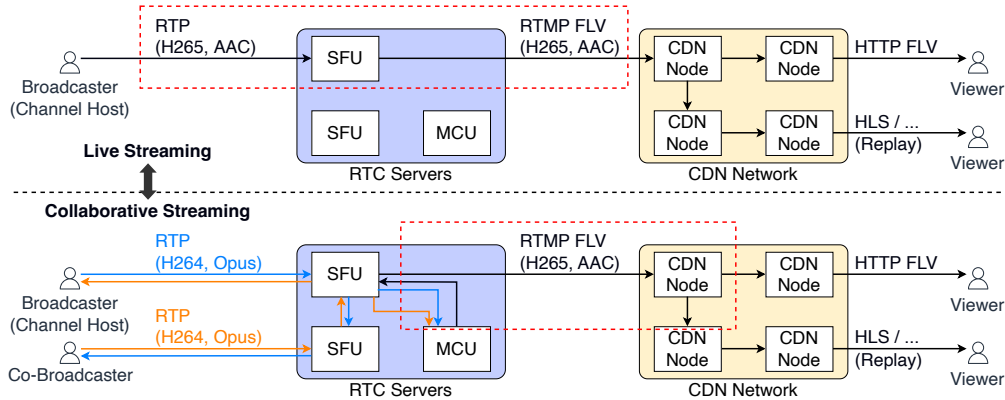 RTP
(H265, AAC)
RTMP FLV
(H265, AAC)
SFU
CDN
Node
CDN
Node
HTTP FLV
Broadcaster
(Channel Host)
Viewer
SFU
MCU
CDN
Node
CDN
Node
HLS / ...
(Replay)
Viewer
RTC Servers
CDN Network
Live Streaming
Collaborative Streaming
RTP
(H264, Opus)
RTMP FLV
(H265, AAC)
SFU
CDN
Node
CDN
Node
HTTP FLV
Broadcaster
(Channel Host)
Viewer
RTP
(H264, Opus)
SFU
MCU
CDN
Node
CDN
Node
HLS / ...
(Replay)
Co-Broadcaster
Viewer
RTC Servers
CDN Network